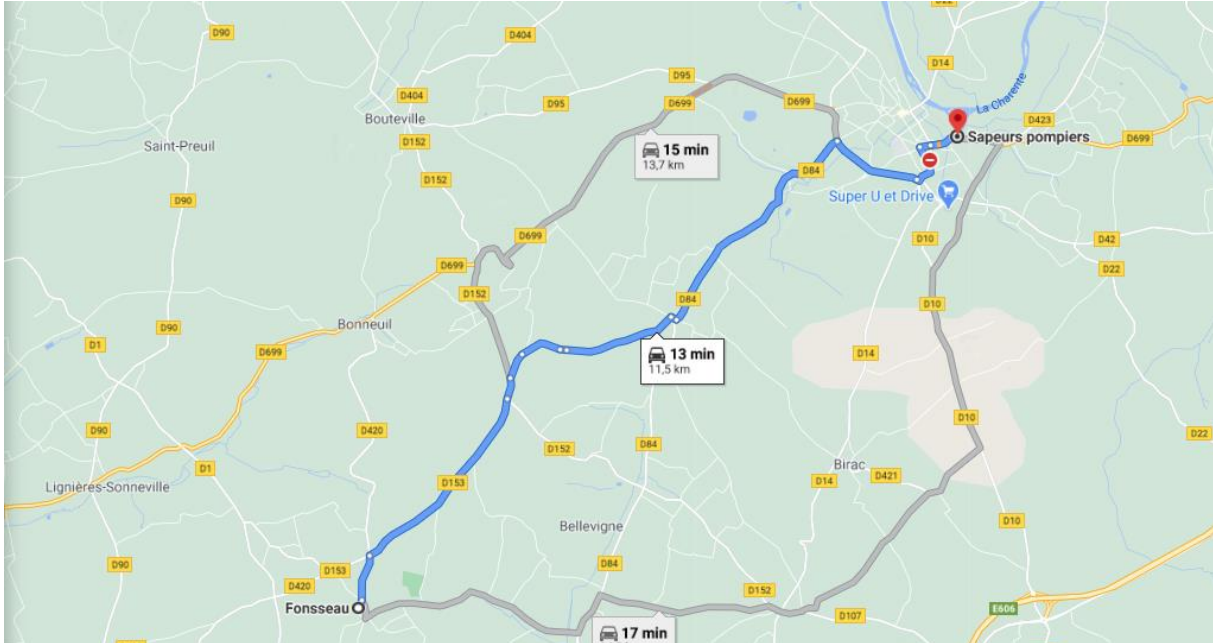 D22
D90
D404
D14
D95
La Charente
D404
D95
D699
D699
Bouteville
D423
Sapeurs pompiers
D699
D152
Saint-Preuil
15 min
13,7 km
D84
D152
Super U et Drive
D90
D699
D10
D42
D699
D22
D152
D84
D10
Bonneuil
D90
D1
D699
13 min
11,5 km
D14
D10
D90
D420
D84
D22
D1
Birac
D153
D14
D421
Lignières-Sonneville
Bellevigne
D10
D90
D153
D84
D420
D152
Fonsseau
D107
E606
17 min